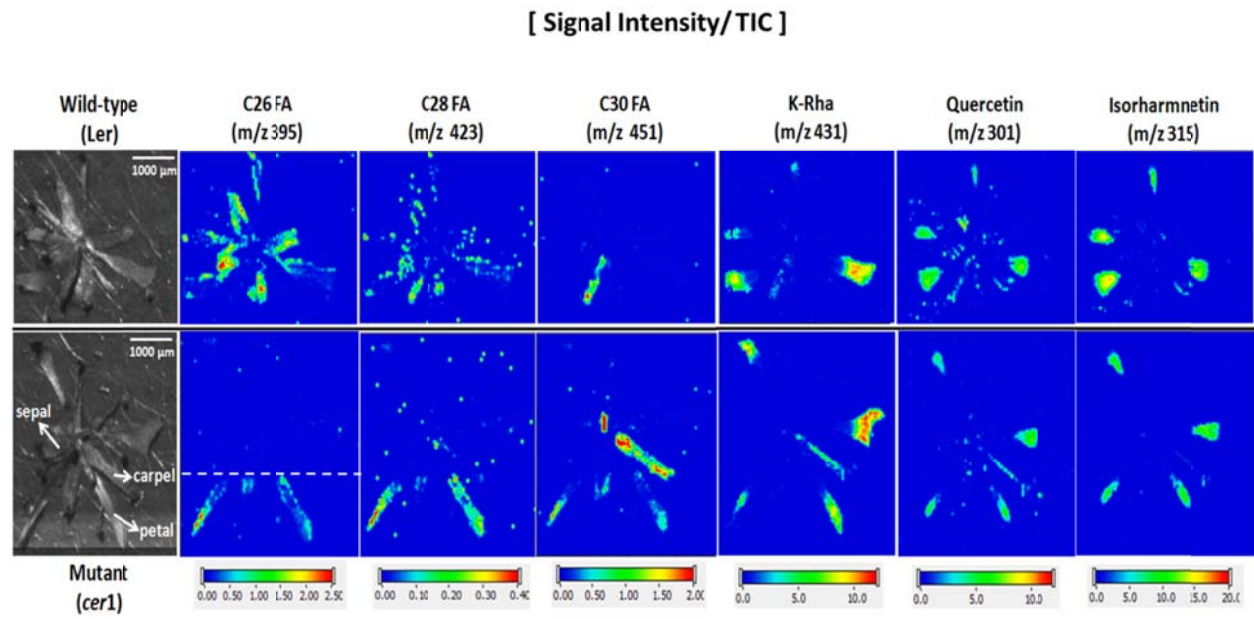 [ Signal Intensity/ TIC ]
Wild-type
(Ler)
C26 FA
(m/z 395)
C28 FA
(m/z 423)
C30 FA
(m/z 451)
K-Rha
(m/z 431)
Quercetin
(m/z 301)
Isorharmnetin
(m/z 315)
1000 µm
1000 µm
sepal
carpel
petal
Mutant
(cer1)
0.00 0.50 1.00 1.50 2.00 2.50
0.00 0.10 0.20 0.30 0.40
0.00 0.50 1.00 1.50 2.00
0.0 5.0 10.0
0.0 5.0 10.0
0.0 5.0 10.0 15.0 20.0